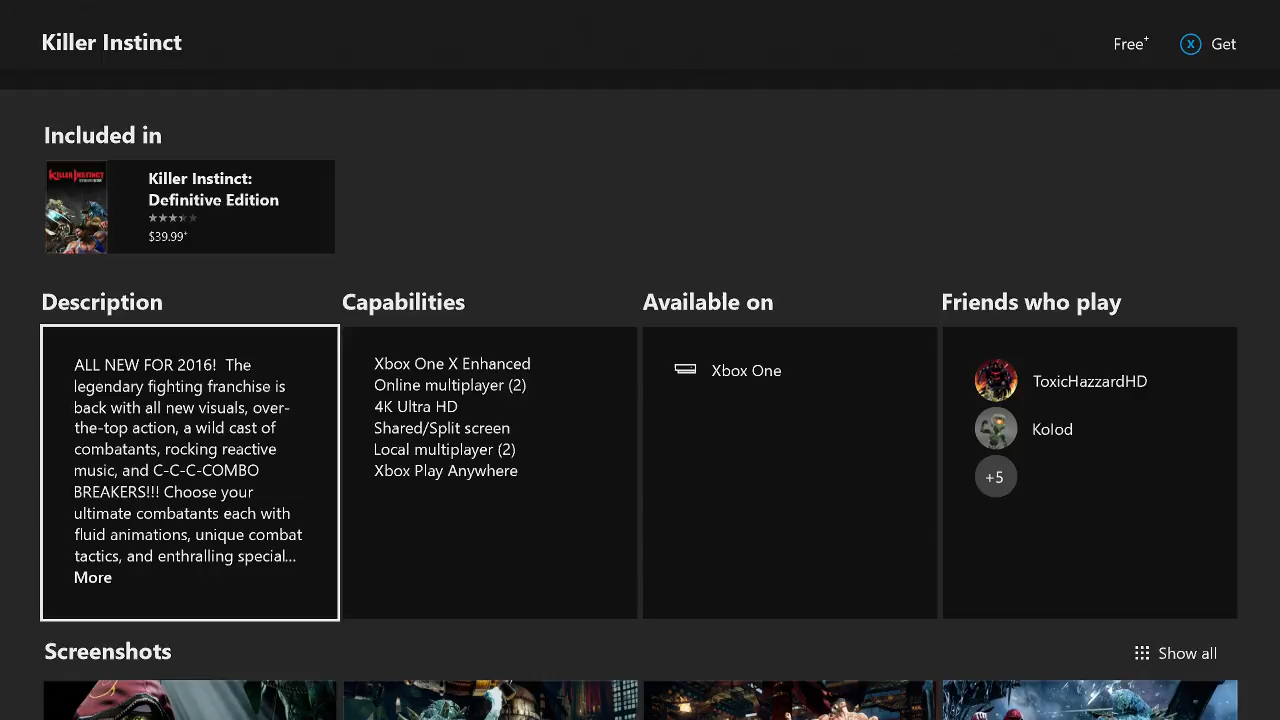 Killer Instinct
Free+
X Get
Included in
KILLER INSTINCT
Killer Instinct:
Definitive Edition
$39.99+
Description
ALL NEW FOR 2016!  The
legendary fighting franchise is
back with all new visuals, over-
the-top action, a wild cast of
combatants, rocking reactive
music, and C-C-C-COMBO
BREAKERS!!! Choose your
ultimate combatants each with
fluid animations, unique combat
tactics, and enthralling special...
More
Capabilities
Xbox One X Enhanced
Online multiplayer (2)
4K Ultra HD
Shared/Split screen
Local multiplayer (2)
Xbox Play Anywhere
Available on
Xbox One
Friends who play
ToxicHazzardHD
Kolod
+5
Screenshots
Show all